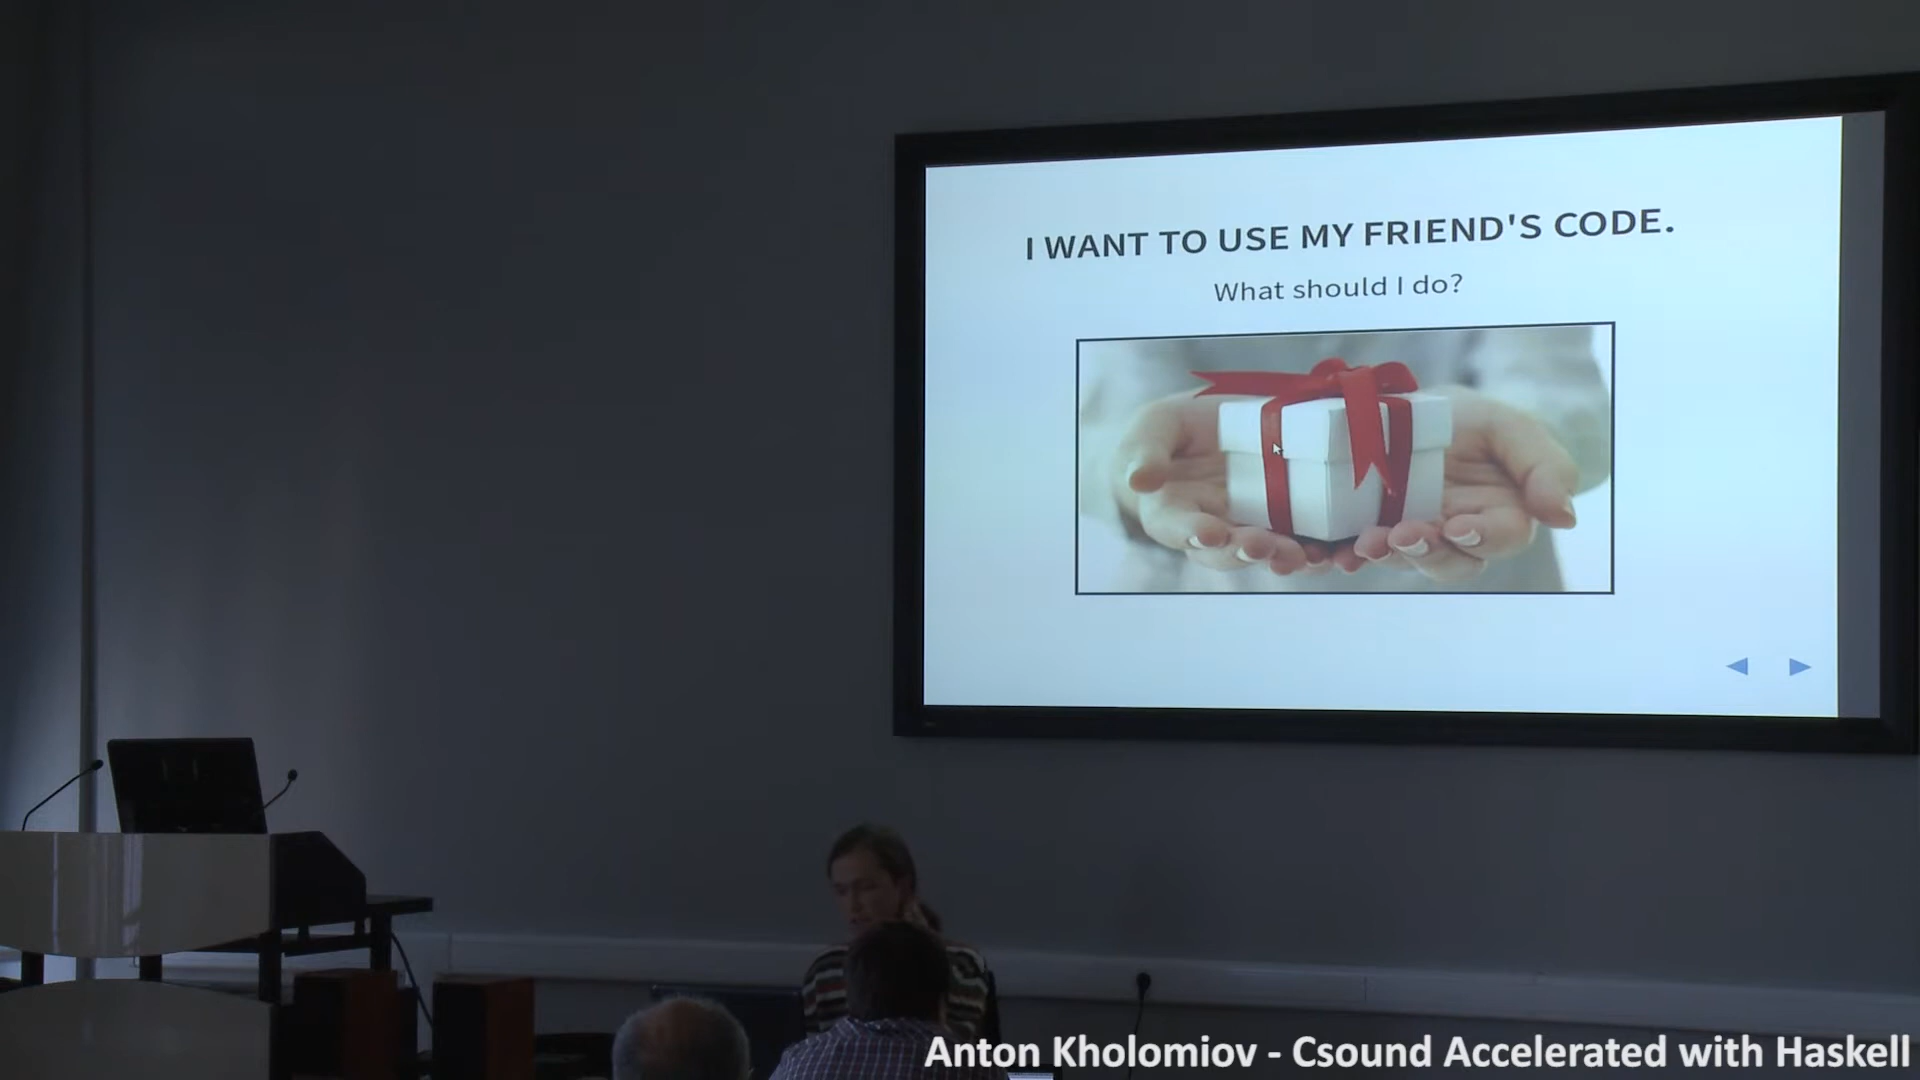 I WANT TO USE MY FRIEND'S CODE.
What should I do?
Anton Kholomiov - Csound Accelerated with Haskell